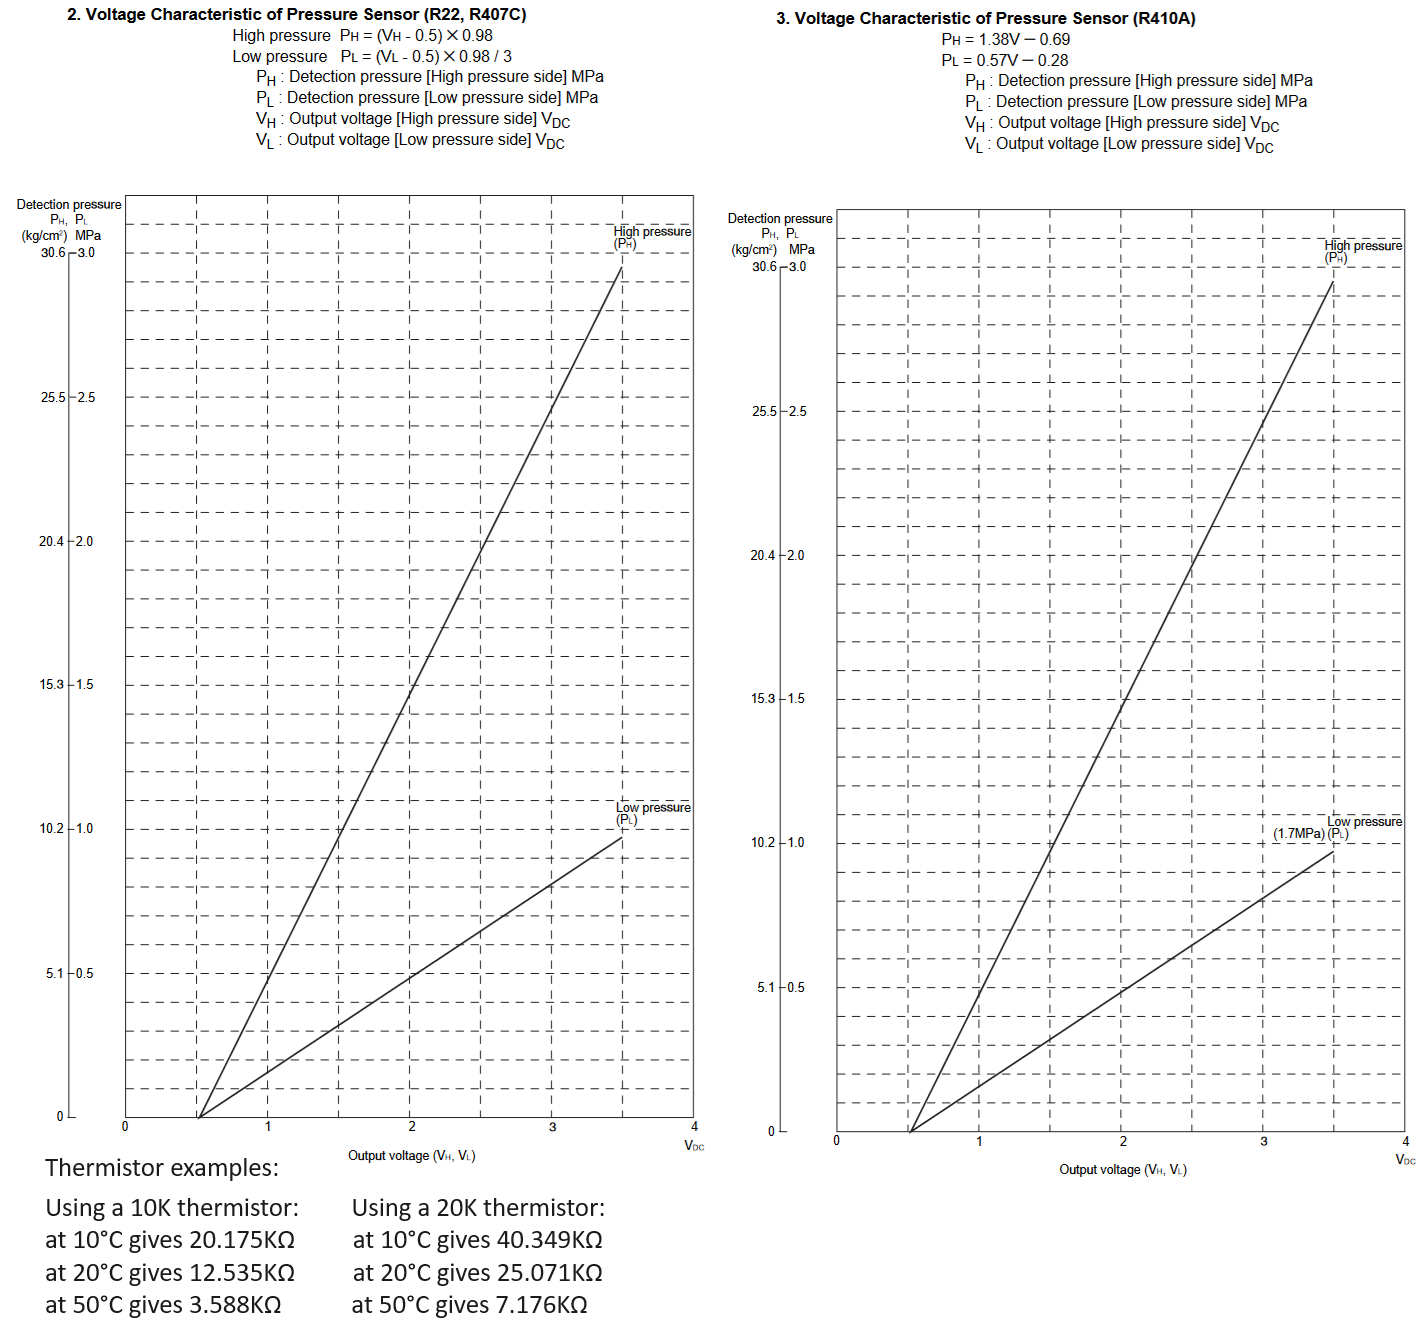 2. Voltage Characteristic of Pressure Sensor (R22, R407C)
High pressure PH = (VH - 0.5) × 0.98
Low pressure PL = (VL - 0.5) × 0.98 / 3
PH : Detection pressure [High pressure side] MPa
PL : Detection pressure [Low pressure side] MPa
VH : Output voltage [High pressure side] VDC
VL : Output voltage [Low pressure side] VDC
Detection pressure
PH, PL
(kg/cm²) MPa
30.6 3.0
High pressure
(PH)
25.5 2.5
20.4 2.0
15.3 1.5
Low pressure
(PL)
10.2 1.0
5.1 0.5
0
0 1 2 3 4
VDC
Output voltage (VH, VL)
3. Voltage Characteristic of Pressure Sensor (R410A)
PH = 1.38V − 0.69
PL = 0.57V − 0.28
PH : Detection pressure [High pressure side] MPa
PL : Detection pressure [Low pressure side] MPa
VH : Output voltage [High pressure side] VDC
VL : Output voltage [Low pressure side] VDC
Detection pressure
PH, PL
(kg/cm²) MPa
30.6 3.0
High pressure
(PH)
25.5 2.5
20.4 2.0
15.3 1.5
Low pressure
(1.7MPa) (PL)
10.2 1.0
5.1 0.5
0
0 1 2 3 4
VDC
Output voltage (VH, VL)
Thermistor examples:
Using a 10K thermistor:
at 10°C gives 20.175KΩ
at 20°C gives 12.535KΩ
at 50°C gives 3.588KΩ
Using a 20K thermistor:
at 10°C gives 40.349KΩ
at 20°C gives 25.071KΩ
at 50°C gives 7.176KΩ